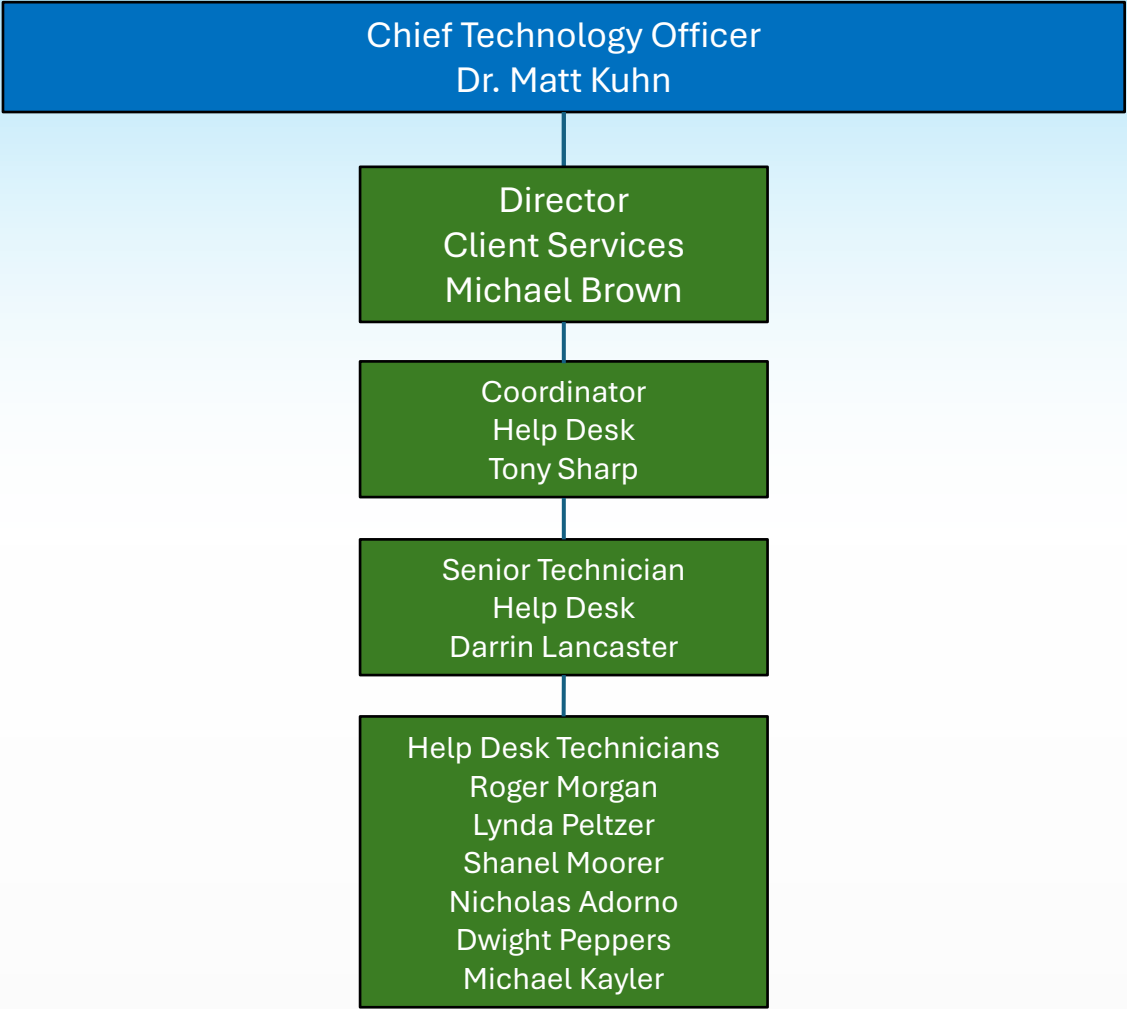 Chief Technology Officer
Dr. Matt Kuhn
Director
Client Services
Michael Brown
Coordinator
Help Desk
Tony Sharp
Senior Technician
Help Desk
Darrin Lancaster
Help Desk Technicians
Roger Morgan
Lynda Peltzer
Shanel Moorer
Nicholas Adorno
Dwight Peppers
Michael Kayler